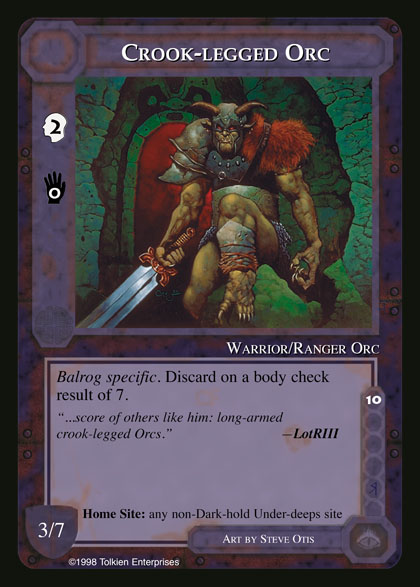 Crook-legged Orc
2
0
Warrior/Ranger Orc
Balrog specific. Discard on a body check
result of 7.
“...score of others like him: long-armed
crook-legged Orcs.” —LotRIII
10
Home Site: any non-Dark-hold Under-deeps site
3/7
Art by Steve Otis
©1998 Tolkien Enterprises